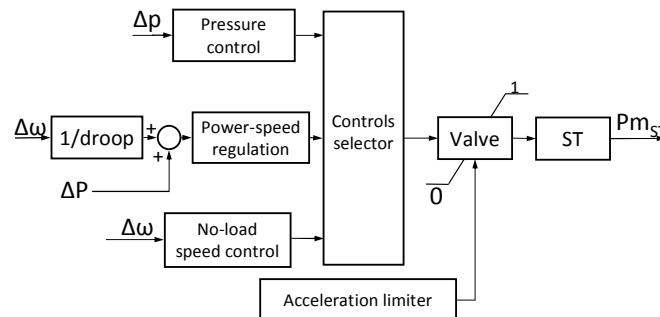 Δp
Pressure
control
Δω
1/droop
+
+
Power-speed
regulation
ΔP
Δω
No-load
speed control
Controls
selector
1
Valve
0
ST
Pm_ST
Acceleration limiter